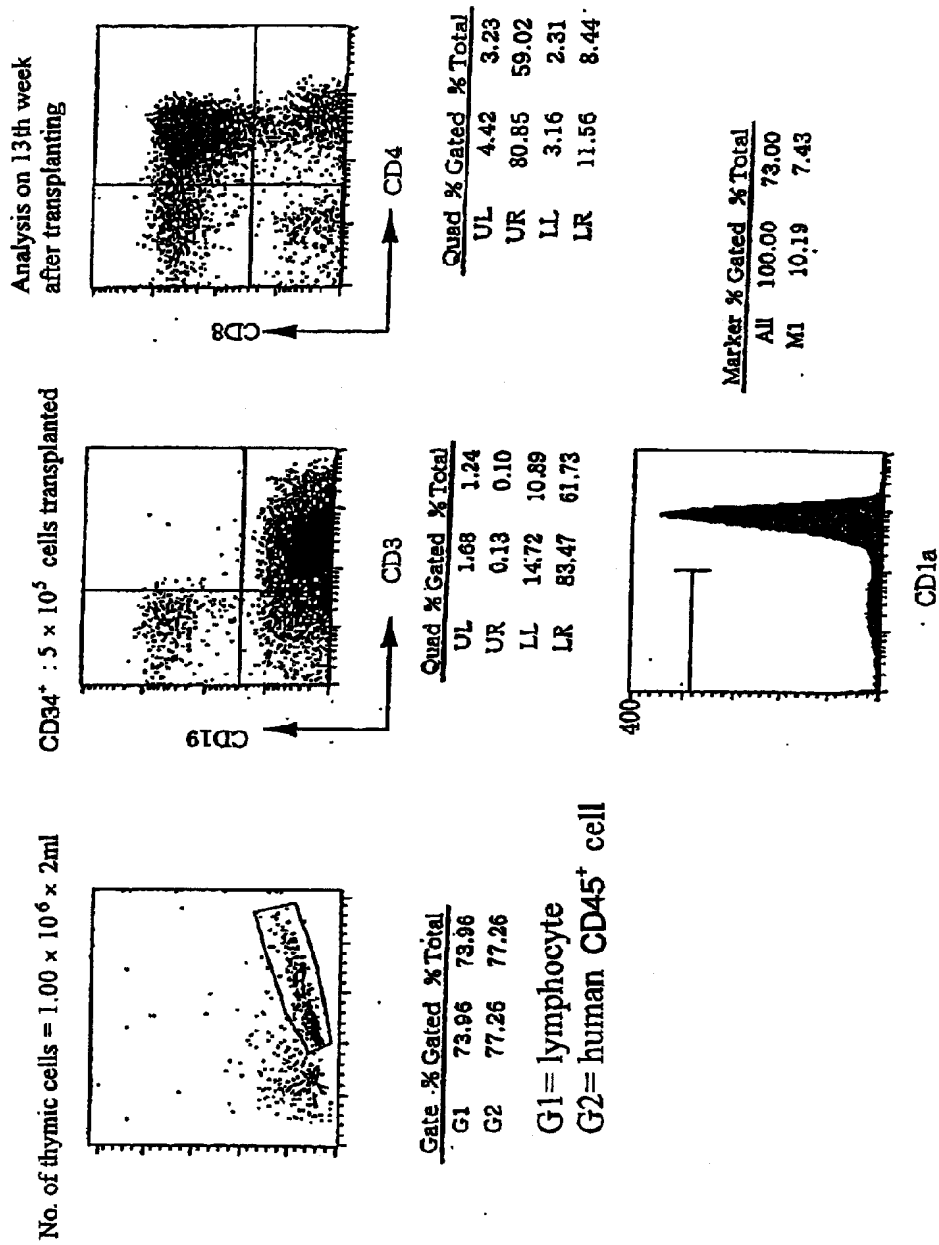 No. of thymic cells = 1.00 × 10⁶ × 2ml
CD34⁺ : 5 × 10⁵ cells transplanted
Analysis on 13th week
after transplanting
CD19
CD3
CD8
CD4
Gate % Gated % Total
G1 73.96 73.96
G2 77.26 77.26
G1= lymphocyte
G2= human CD45⁺ cell
Quad % Gated % Total
UL 1.68 1.24
UR 0.13 0.10
LL 14.72 10.89
LR 83.47 61.73
Quad % Gated % Total
UL 4.42 3.23
UR 80.85 59.02
LL 3.16 2.31
LR 11.56 8.44
400
CD1a
Marker % Gated % Total
All 100.00 73.00
M1 10.19 7.43